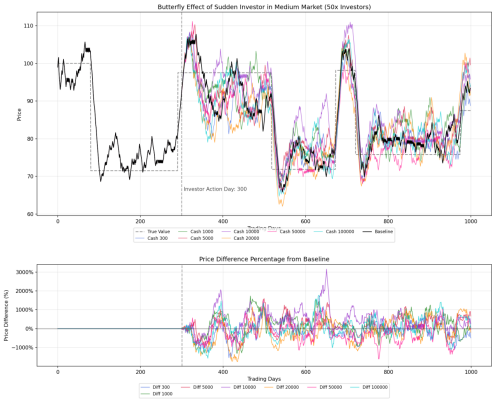 Butterfly Effect of Sudden Investor in Medium Market (50x Investors)
110
100
90
80
70
60
Price
Investor Action Day: 300
0
200
400
600
800
1000
Trading Days
True Value
Cash 1000
Cash 10000
Cash 50000
Cash 100000
Baseline
Cash 300
Cash 5000
Cash 20000
Price Difference Percentage from Baseline
3000%
2000%
1000%
0
−1000%
Price Difference (%)
0
200
400
600
800
1000
Trading Days
Diff 300
Diff 5000
Diff 10000
Diff 20000
Diff 50000
Diff 100000
Diff 1000